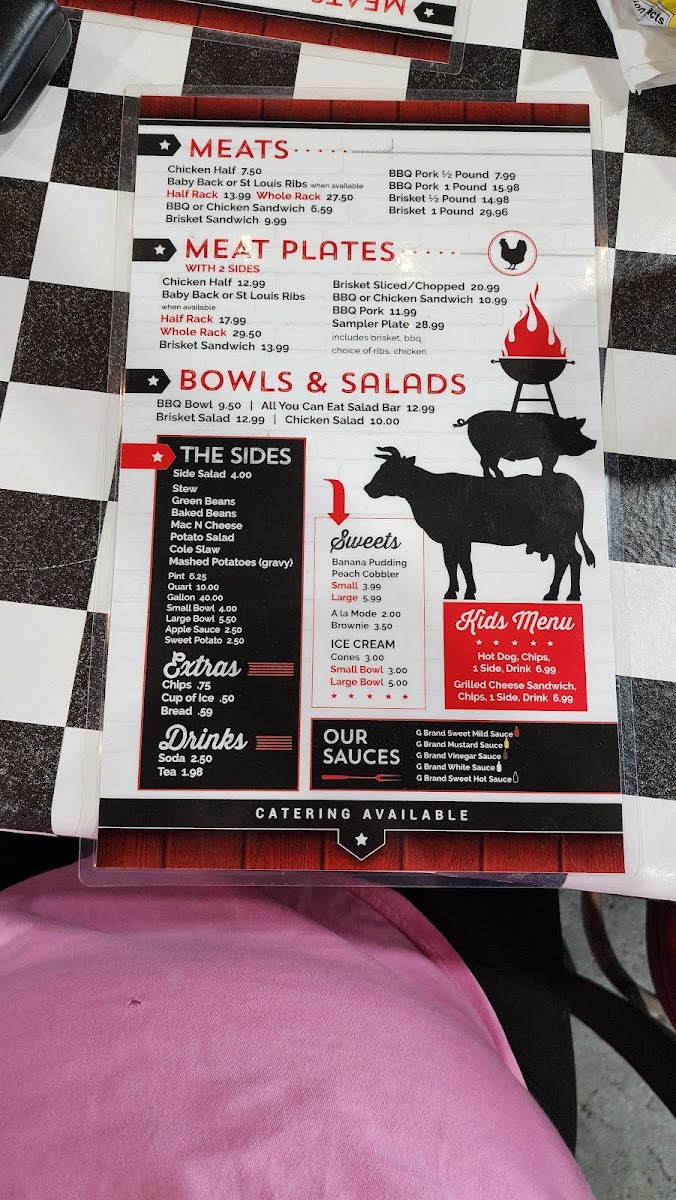 MEATS
MEATS
Chicken Half 7.50
Baby Back or St Louis Ribs when available
Half Rack 13.99 Whole Rack 27.50
BBQ or Chicken Sandwich 6.59
Brisket Sandwich 9.99
BBQ Pork ½ Pound 7.99
BBQ Pork 1 Pound 15.98
Brisket ½ Pound 14.98
Brisket 1 Pound 29.96
MEAT PLATES
WITH 2 SIDES
Chicken Half 12.99
Baby Back or St Louis Ribs
when available
Half Rack 17.99
Whole Rack 29.50
Brisket Sandwich 13.99
Brisket Sliced/Chopped 20.99
BBQ or Chicken Sandwich 10.99
BBQ Pork 11.99
Sampler Plate 28.99
includes brisket, bbq,
choice of ribs, chicken
BOWLS & SALADS
BBQ Bowl 9.50 | All You Can Eat Salad Bar 12.99
Brisket Salad 12.99 | Chicken Salad 10.00
THE SIDES
Side Salad 4.00
Stew
Green Beans
Baked Beans
Mac N Cheese
Potato Salad
Cole Slaw
Mashed Potatoes (gravy)
Pint 6.25
Quart 10.00
Gallon 40.00
Small Bowl 4.00
Large Bowl 5.50
Apple Sauce 2.50
Sweet Potato 2.50
Extras
Chips .75
Cup of Ice .50
Bread .59
Drinks
Soda 2.50
Tea 1.98
Sweets
Banana Pudding
Peach Cobbler
Small 3.99
Large 5.99
A la Mode 2.00
Brownie 3.50
ICE CREAM
Cones 3.00
Small Bowl 3.00
Large Bowl 5.00
Kids Menu
Hot Dog, Chips,
1 Side, Drink 6.99
Grilled Cheese Sandwich,
Chips, 1 Side, Drink 6.99
OUR
SAUCES
G Brand Sweet Mild Sauce
G Brand Mustard Sauce
G Brand Vinegar Sauce
G Brand White Sauce
G Brand Sweet Hot Sauce
CATERING AVAILABLE